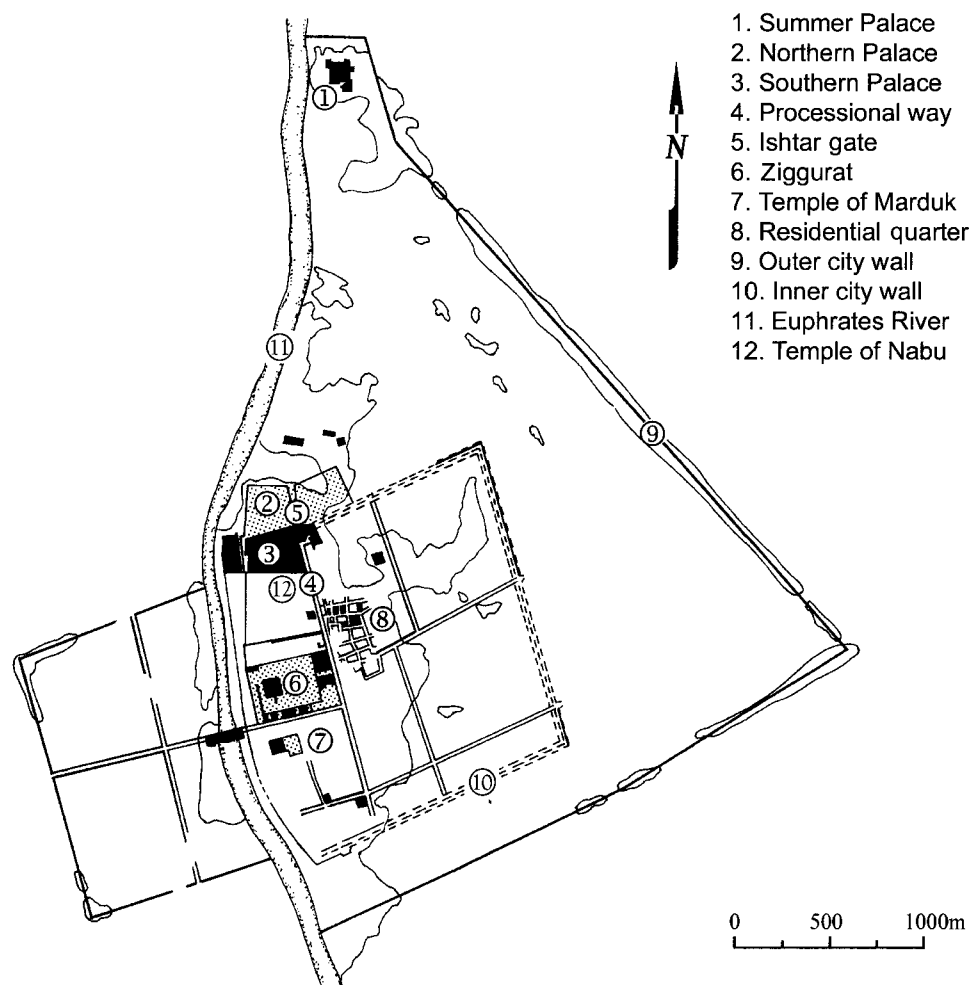 1. Summer Palace
2. Northern Palace
3. Southern Palace
4. Processional way
5. Ishtar gate
6. Ziggurat
7. Temple of Marduk
8. Residential quarter
9. Outer city wall
10. Inner city wall
11. Euphrates River
12. Temple of Nabu
N
1
11
9
2
5
3
12
4
8
6
7
10
0 500 1000m